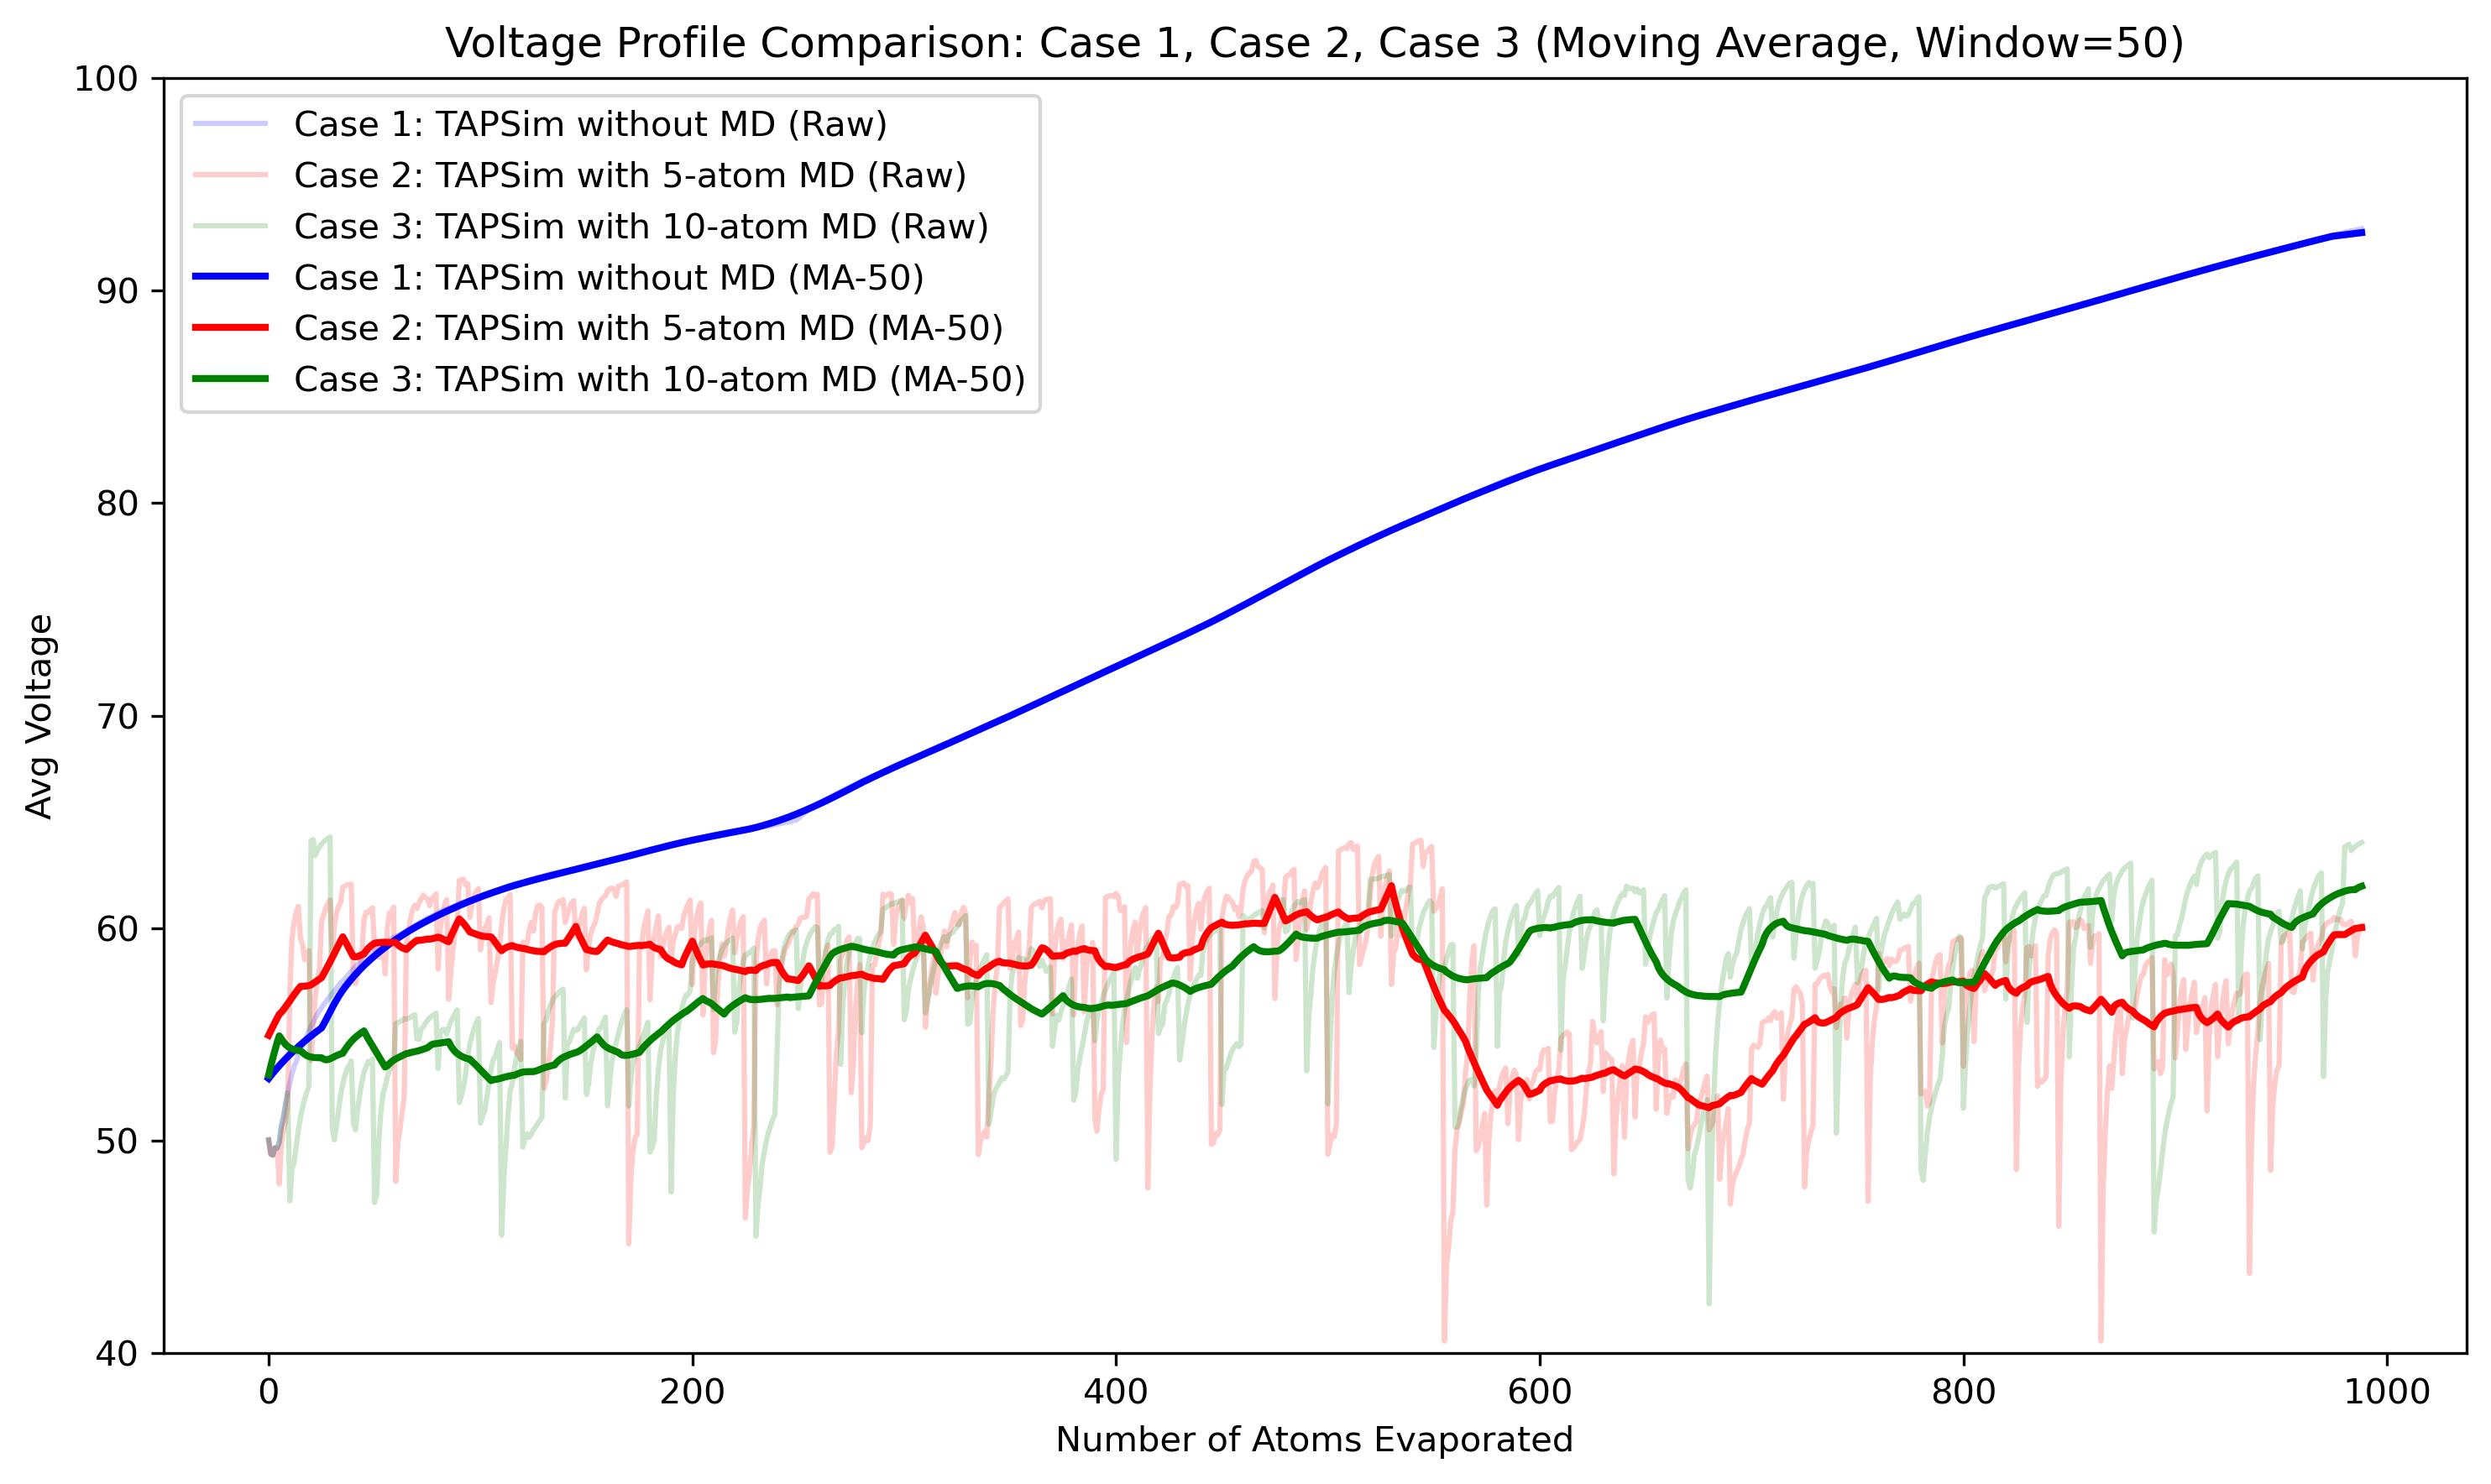 Voltage Profile Comparison: Case 1, Case 2, Case 3 (Moving Average, Window=50)
100
90
80
70
60
50
40
Avg Voltage
Case 1: TAPSim without MD (Raw)
Case 2: TAPSim with 5-atom MD (Raw)
Case 3: TAPSim with 10-atom MD (Raw)
Case 1: TAPSim without MD (MA-50)
Case 2: TAPSim with 5-atom MD (MA-50)
Case 3: TAPSim with 10-atom MD (MA-50)
0 200 400 600 800 1000
Number of Atoms Evaporated